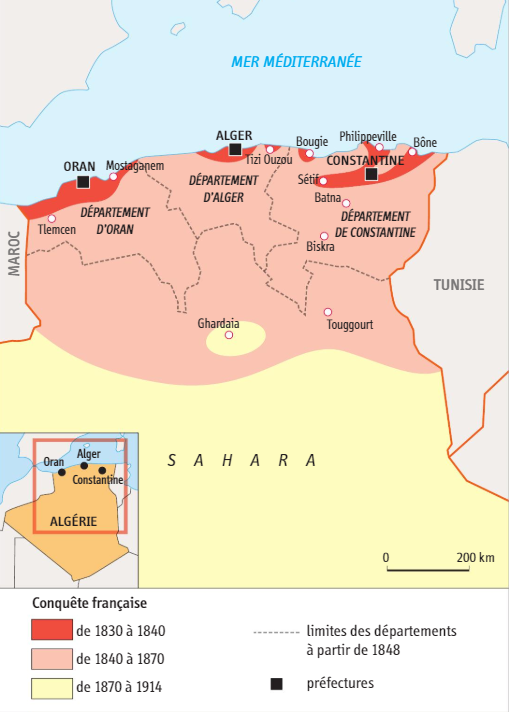 MER MÉDITERRANÉE
ALGER
Tizi Ouzou
Bougie
Philippeville
Bône
CONSTANTINE
ORAN
Mostaganem
Sétif
DÉPARTEMENT
D'ALGER
Batna
DÉPARTEMENT
D'ORAN
DÉPARTEMENT
DE CONSTANTINE
Tlemcen
Biskra
MAROC
TUNISIE
Ghardaia
Touggourt
SAHARA
Oran
Alger
Constantine
ALGÉRIE
0 200 km
Conquête française
de 1830 à 1840
de 1840 à 1870
de 1870 à 1914
limites des départements
à partir de 1848
préfectures